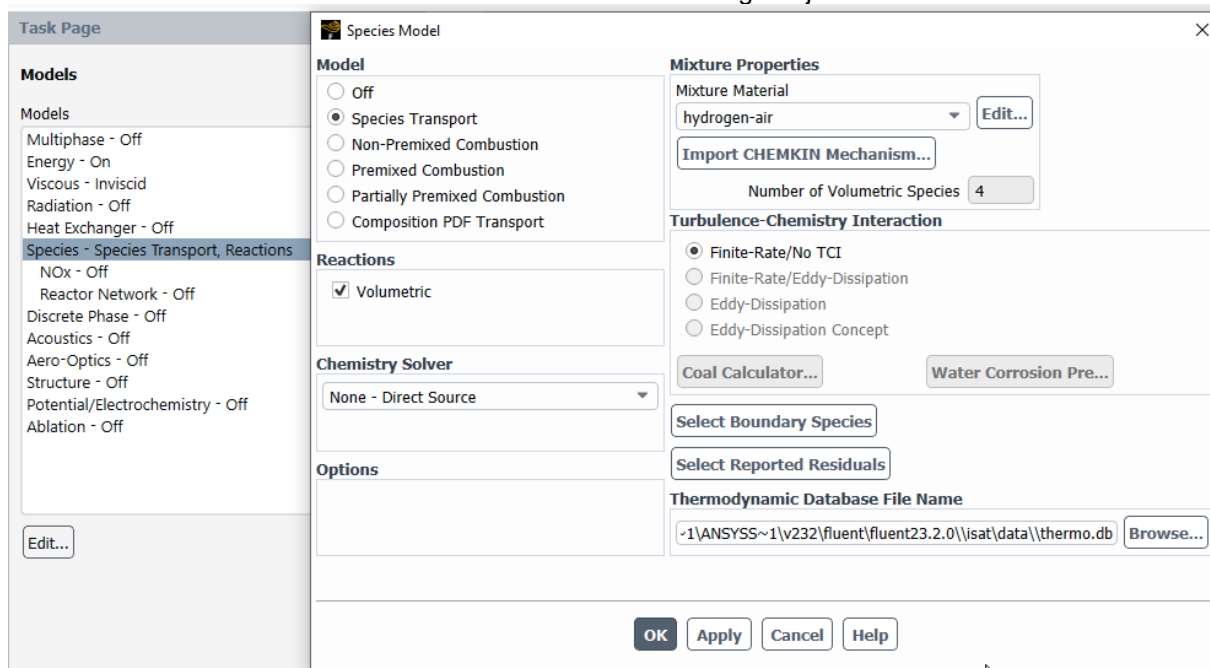 Task Page
Models
Models
Multiphase - Off
Energy - On
Viscous - Inviscid
Radiation - Off
Heat Exchanger - Off
Species - Species Transport, Reactions
NOx - Off
Reactor Network - Off
Discrete Phase - Off
Acoustics - Off
Aero-Optics - Off
Structure - Off
Potential/Electrochemistry - Off
Ablation - Off
Edit...
Species Model
Model
Off
Species Transport
Non-Premixed Combustion
Premixed Combustion
Partially Premixed Combustion
Composition PDF Transport
Reactions
Volumetric
Chemistry Solver
None - Direct Source
Options
Mixture Properties
Mixture Material
hydrogen-air
Edit...
Import CHEMKIN Mechanism...
Number of Volumetric Species 4
Turbulence-Chemistry Interaction
Finite-Rate/No TCI
Finite-Rate/Eddy-Dissipation
Eddy-Dissipation
Eddy-Dissipation Concept
Coal Calculator...
Water Corrosion Pre...
Select Boundary Species
Select Reported Residuals
Thermodynamic Database File Name
~1\ANSYSS~1\v232\fluent\fluent23.2.0\\isat\data\\thermo.db
Browse...
OK
Apply
Cancel
Help